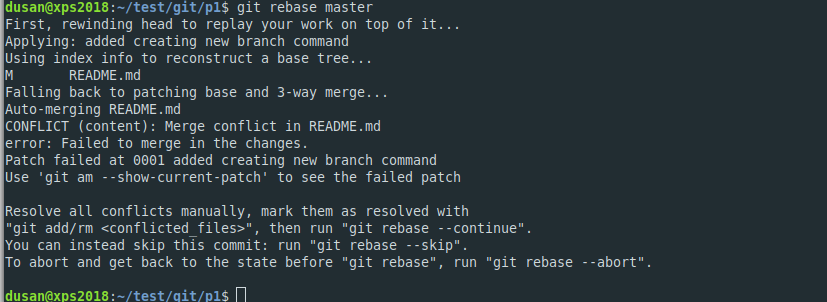 dusan@xps2018:~/test/git/p1$ git rebase master
First, rewinding head to replay your work on top of it...
Applying: added creating new branch command
Using index info to reconstruct a base tree...
M       README.md
Falling back to patching base and 3-way merge...
Auto-merging README.md
CONFLICT (content): Merge conflict in README.md
error: Failed to merge in the changes.
Patch failed at 0001 added creating new branch command
Use 'git am --show-current-patch' to see the failed patch

Resolve all conflicts manually, mark them as resolved with
"git add/rm <conflicted_files>", then run "git rebase --continue".
You can instead skip this commit: run "git rebase --skip".
To abort and get back to the state before "git rebase", run "git rebase --abort".

dusan@xps2018:~/test/git/p1$